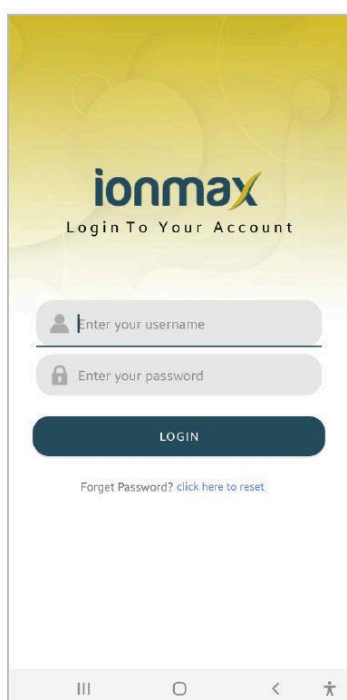 ionmax
Login To Your Account
Enter your username
Enter your password
LOGIN
Forget Password? click here to reset